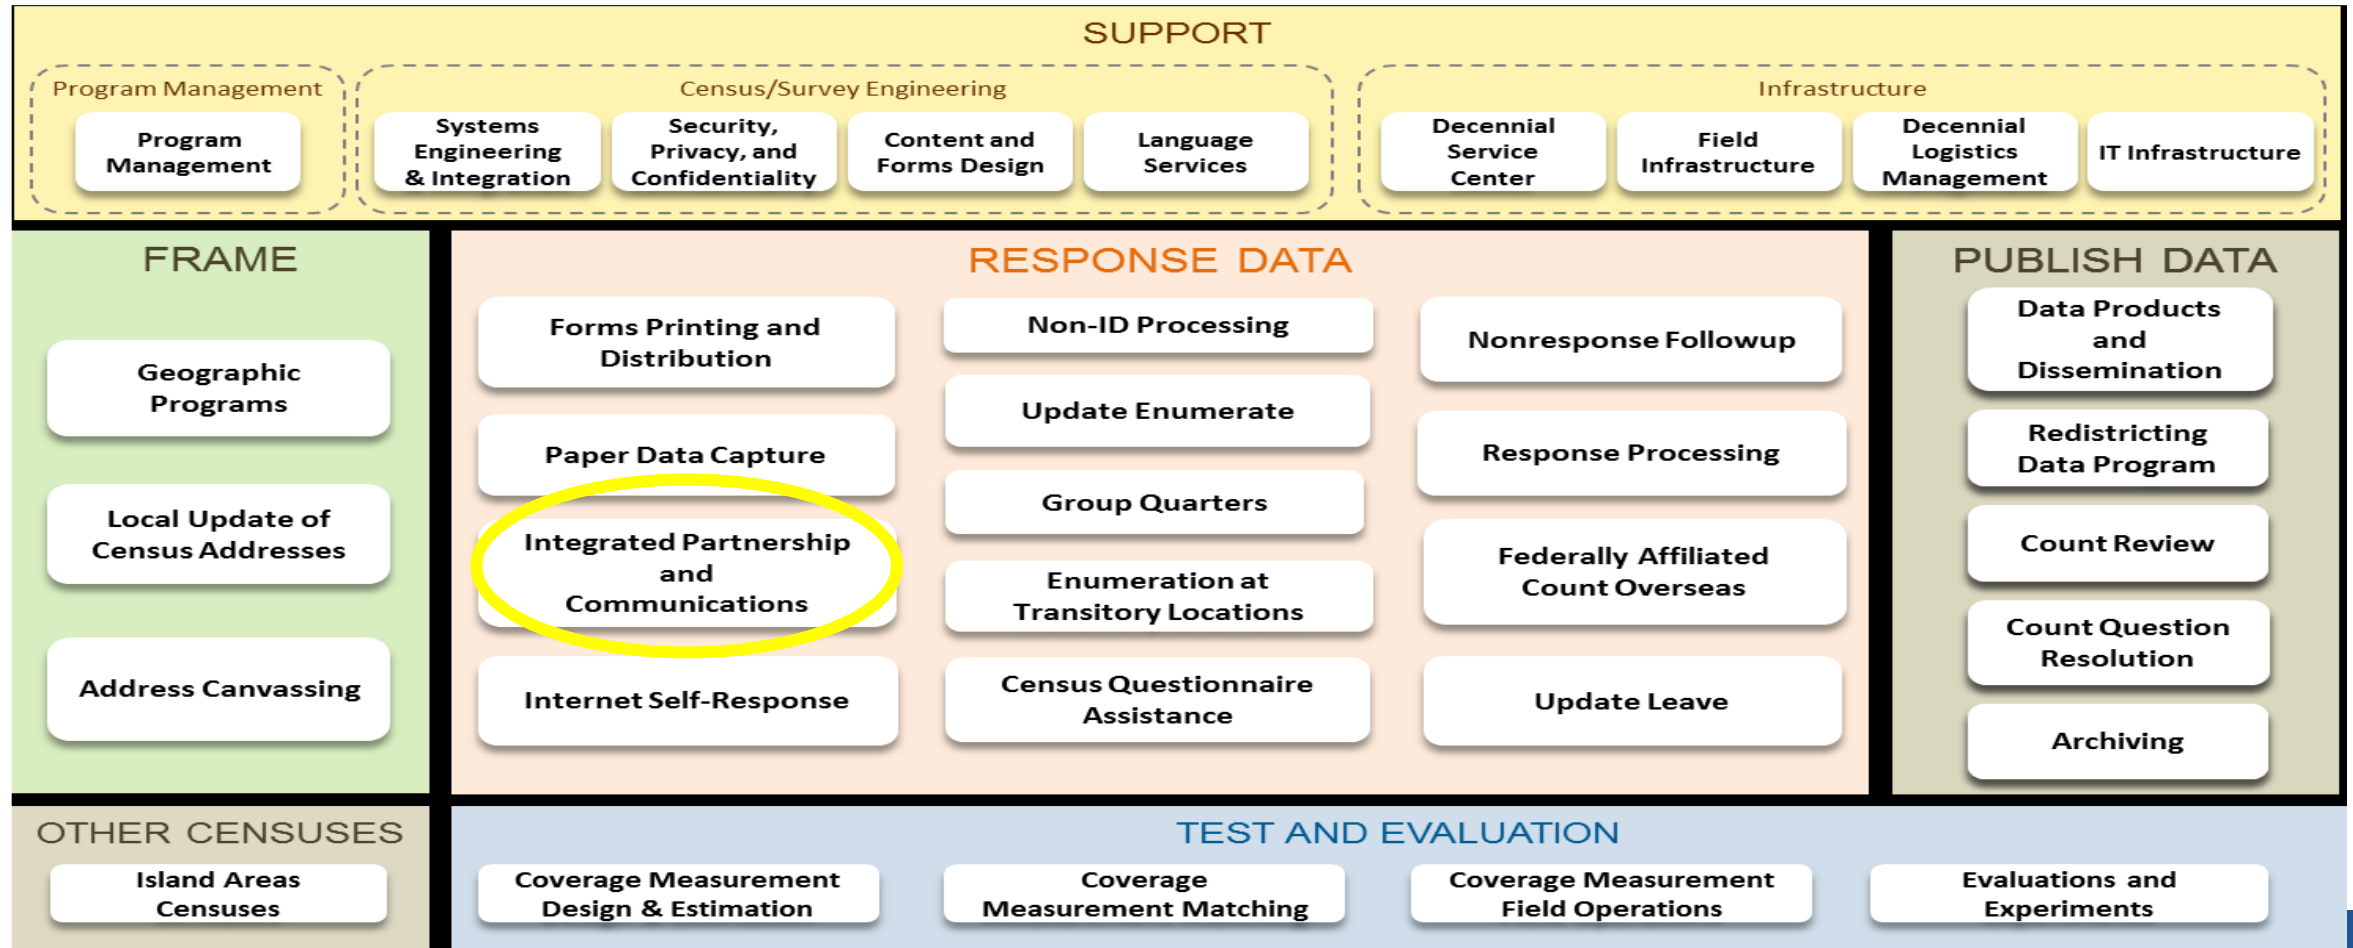 SUPPORT
Program Management
Program
Management
Census/Survey Engineering
Systems
Engineering
& Integration
Security,
Privacy, and
Confidentiality
Content and
Forms Design
Language
Services
Infrastructure
Decennial
Service
Center
Field
Infrastructure
Decennial
Logistics
Management
IT Infrastructure
FRAME
Geographic
Programs
Local Update of
Census Addresses
Address Canvassing
RESPONSE DATA
Forms Printing and
Distribution
Paper Data Capture
Integrated Partnership
and
Communications
Internet Self-Response
Non-ID Processing
Update Enumerate
Group Quarters
Enumeration at
Transitory Locations
Census Questionnaire
Assistance
Nonresponse Followup
Response Processing
Federally Affiliated
Count Overseas
Update Leave
PUBLISH DATA
Data Products
and
Dissemination
Redistricting
Data Program
Count Review
Count Question
Resolution
Archiving
OTHER CENSUSES
Island Areas
Censuses
TEST AND EVALUATION
Coverage Measurement
Design & Estimation
Coverage
Measurement Matching
Coverage Measurement
Field Operations
Evaluations and
Experiments